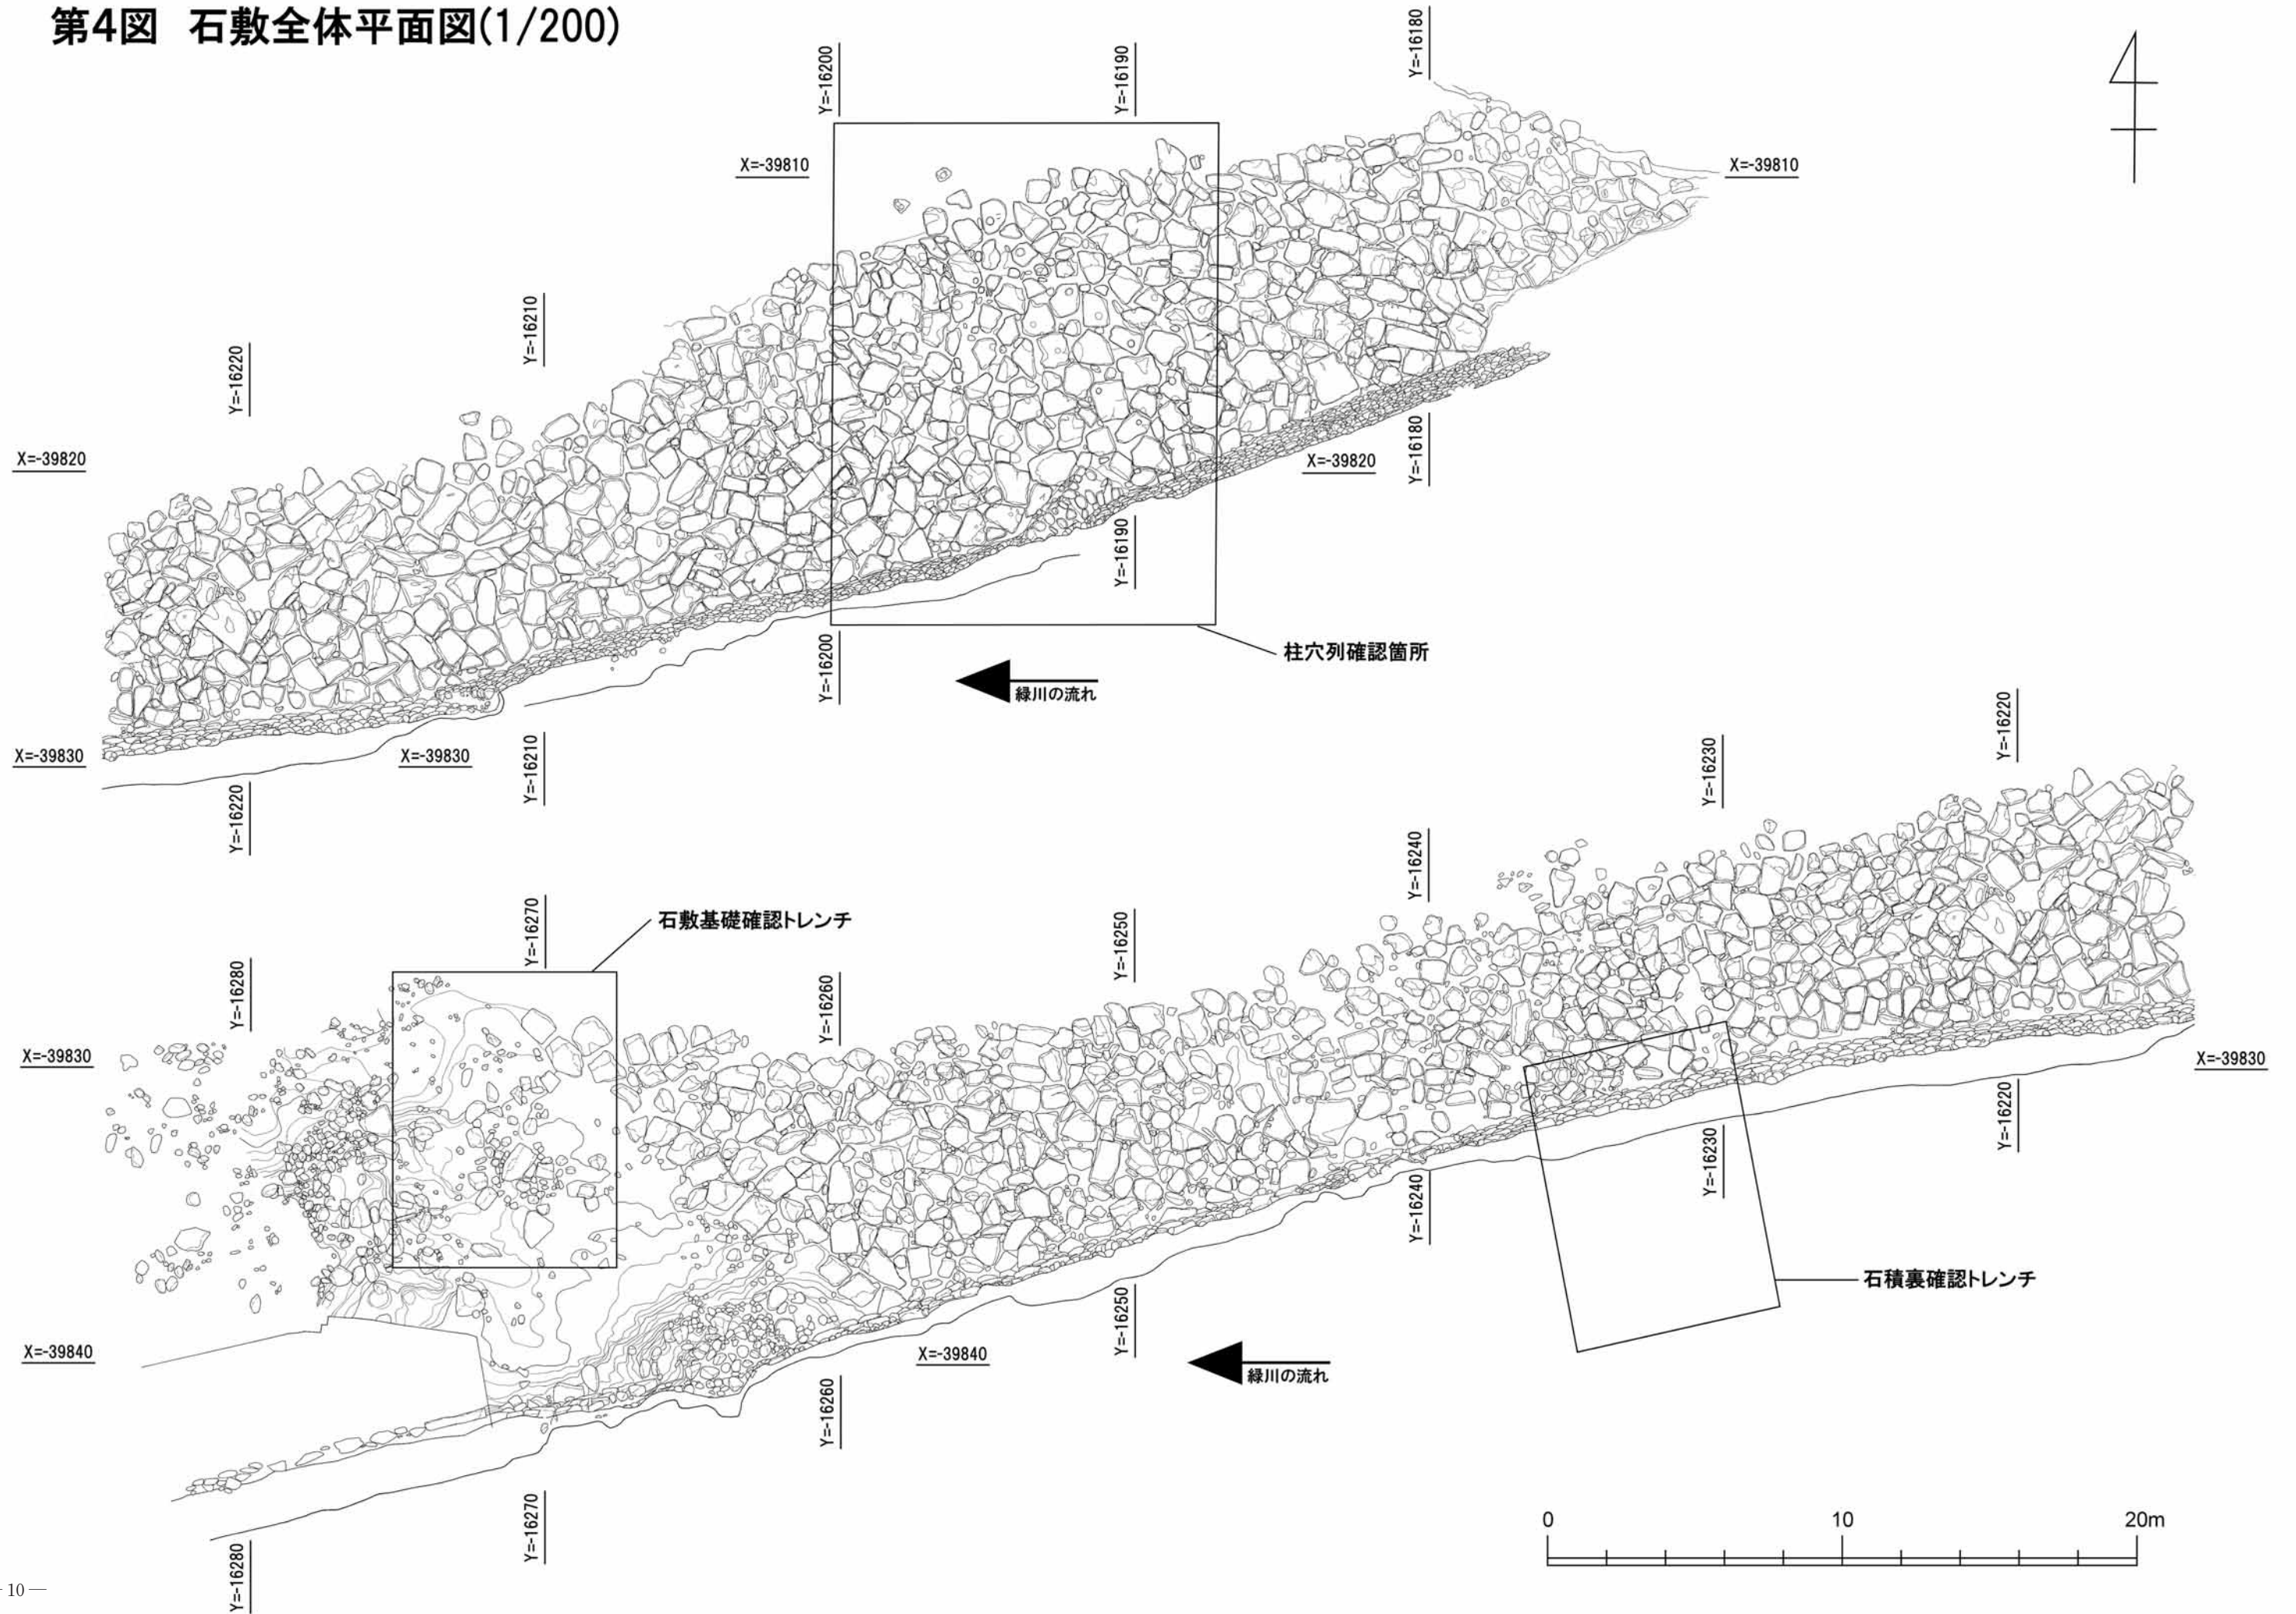 第4図 石敷全体平面図(1/200)
Y=-16180
Y=-16200
Y=-16190
X=-39810
X=-39810
Y=-16210
Y=-16220
X=-39820
Y=-16180
X=-39820
Y=-16190
柱穴列確認箇所
Y=-16200
緑川の流れ
X=-39830
X=-39830
Y=-16210
Y=-16220
Y=-16220
Y=-16230
Y=-16240
Y=-16270
石敷基礎確認トレンチ
Y=-16250
Y=-16280
Y=-16260
X=-39830
X=-39830
Y=-16220
Y=-16230
Y=-16240
石積裏確認トレンチ
X=-39840
X=-39840
Y=-16250
緑川の流れ
Y=-16260
Y=-16270
Y=-16280
0 10 20m
10 —